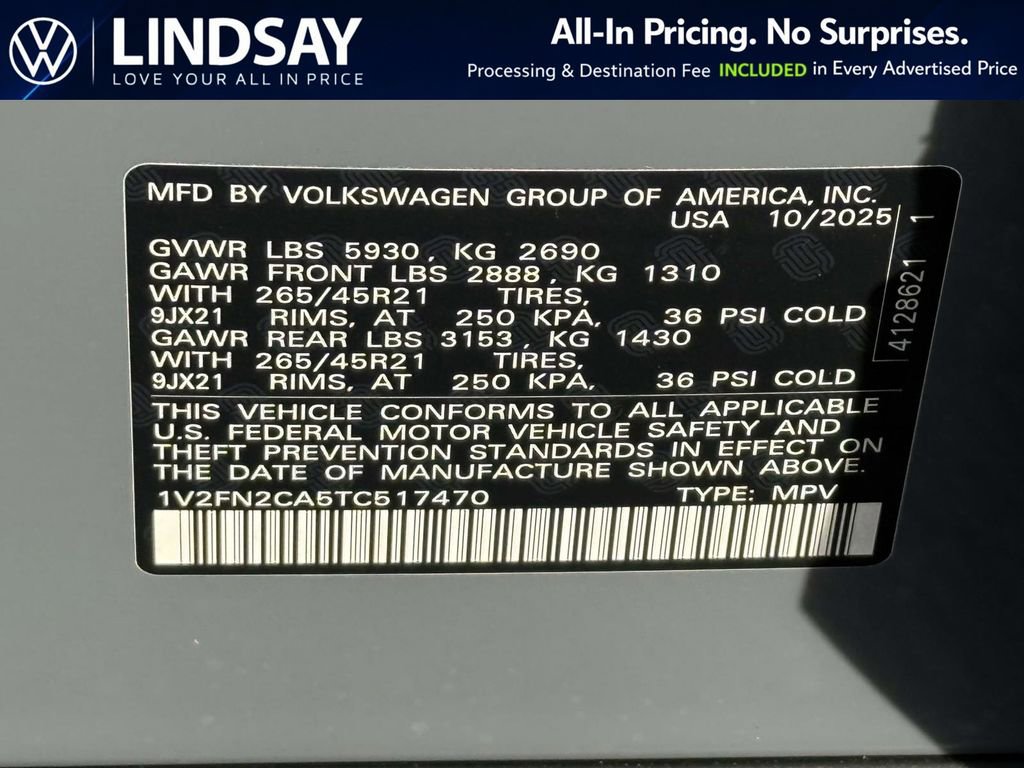 LINDSAY
LOVE YOUR ALL IN PRICE
All-In Pricing. No Surprises.
Processing & Destination Fee INCLUDED in Every Advertised Price
MFD BY VOLKSWAGEN GROUP OF AMERICA, INC.
USA 10/2025
GVWR LBS 5930, KG 2690
GAWR FRONT LBS 2888, KG 1310
WITH 265/45R21 TIRES,
9JX21 RIMS, AT 250 KPA, 36 PSI COLD
GAWR REAR LBS 3153, KG 1430
WITH 265/45R21 TIRES,
9JX21 RIMS, AT 250 KPA, 36 PSI COLD
4128621 1
THIS VEHICLE CONFORMS TO ALL APPLICABLE
U.S. FEDERAL MOTOR VEHICLE SAFETY AND
THEFT PREVENTION STANDARDS IN EFFECT ON
THE DATE OF MANUFACTURE SHOWN ABOVE.
1V2FN2CA5TC517470 TYPE: MPV